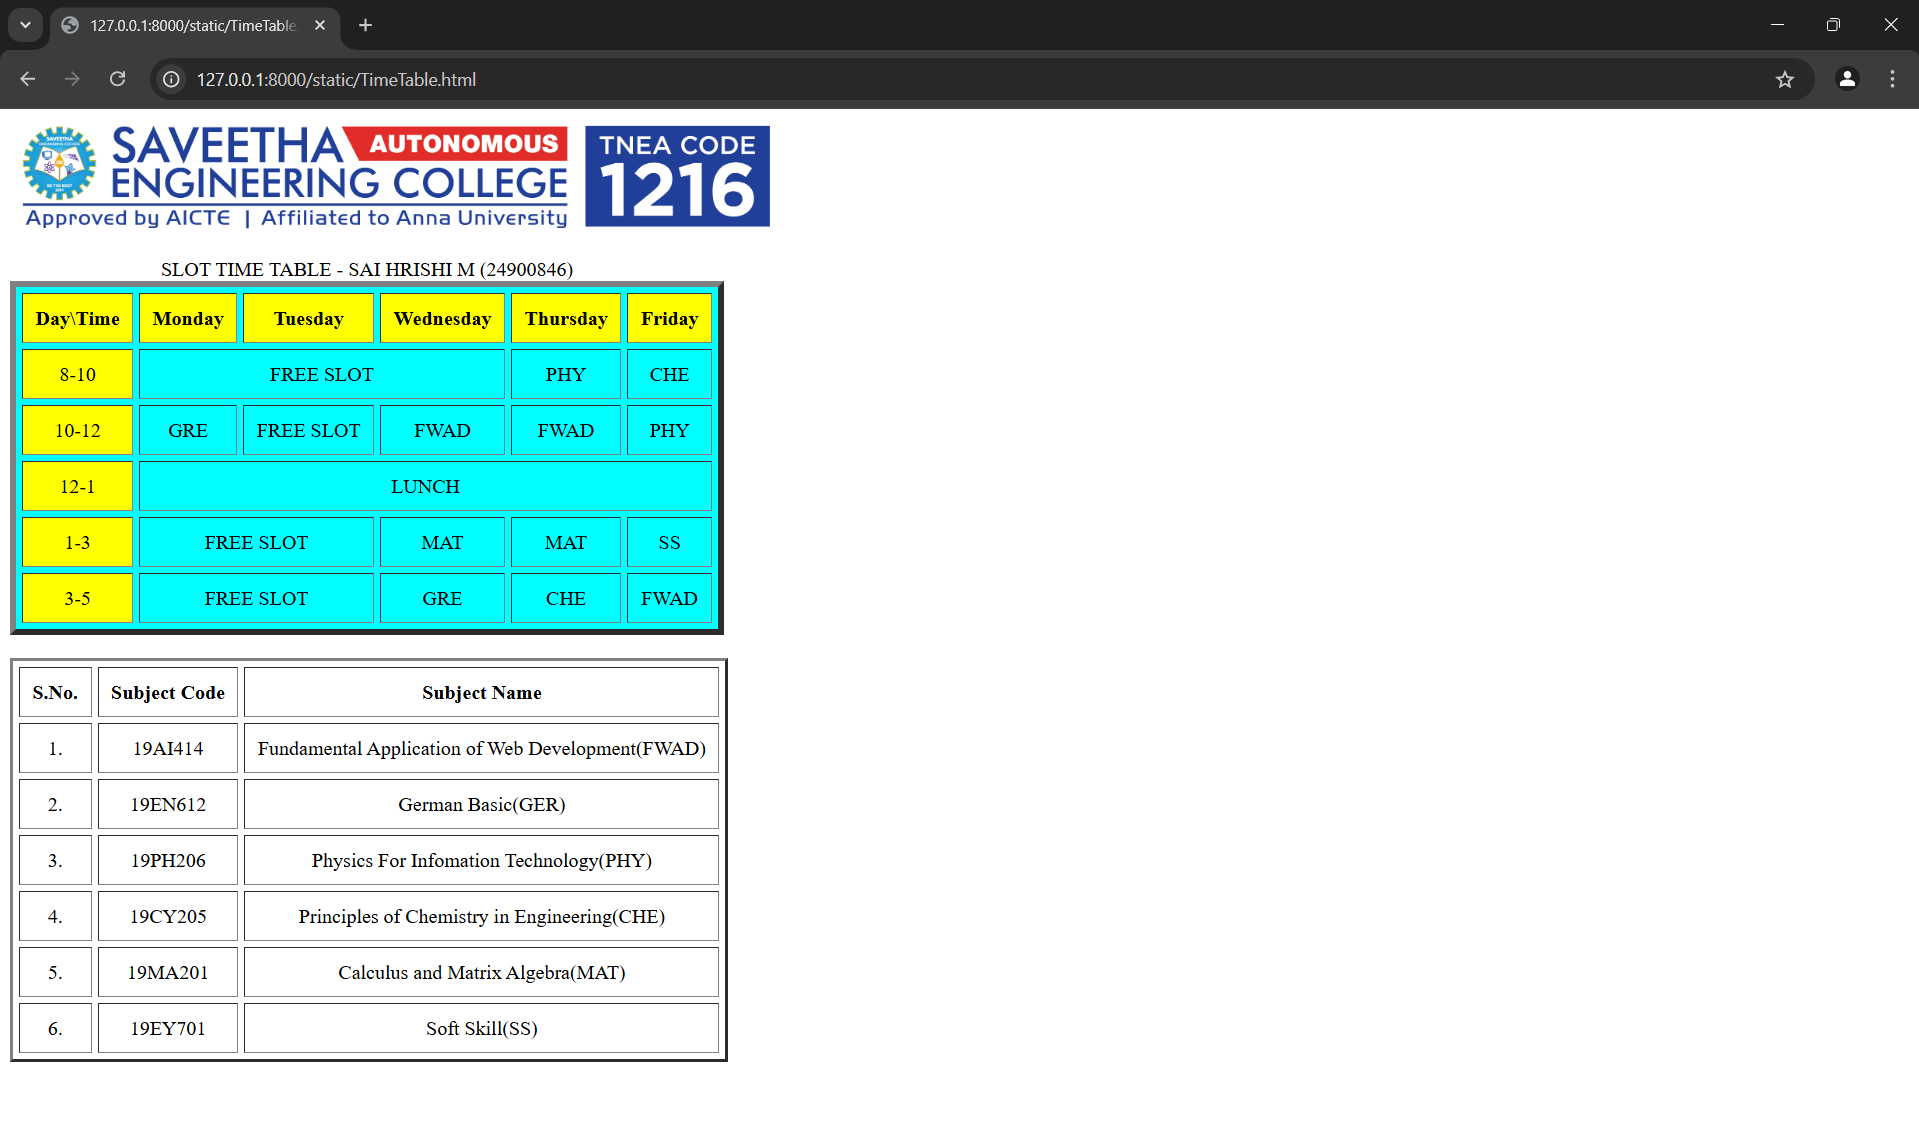 127.0.0.1:8000/static/TimeTable.
127.0.0.1:8000/static/TimeTable.html
SAVEETHA AUTONOMOUS
ENGINEERING COLLEGE
Approved by AICTE | Affiliated to Anna University
TNEA CODE
1216
SLOT TIME TABLE - SAI HRISHI M (24900846)
Day\Time Monday Tuesday Wednesday Thursday Friday
8-10 FREE SLOT PHY CHE
10-12 GRE FREE SLOT FWAD FWAD PHY
12-1 LUNCH
1-3 FREE SLOT MAT MAT SS
3-5 FREE SLOT GRE CHE FWAD
S.No. Subject Code Subject Name
1. 19AI414 Fundamental Application of Web Development(FWAD)
2. 19EN612 German Basic(GER)
3. 19PH206 Physics For Infomation Technology(PHY)
4. 19CY205 Principles of Chemistry in Engineering(CHE)
5. 19MA201 Calculus and Matrix Algebra(MAT)
6. 19EY701 Soft Skill(SS)